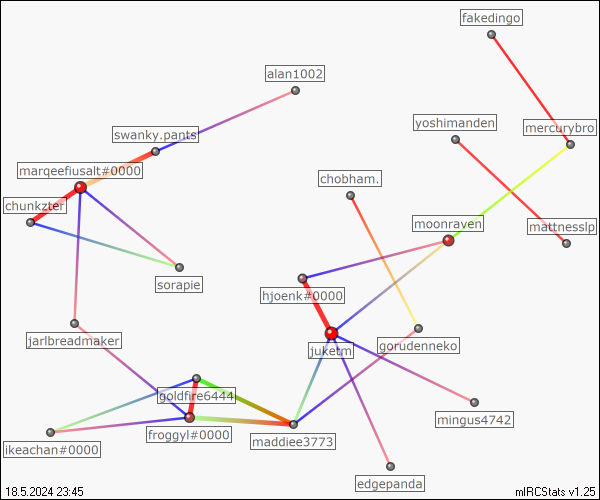 fakedingo
alan1002
yoshimanden
mercurybro
swanky.pants
marqeefiusalt#0000
chobham.
chunkzter
moonraven
mattnesslp
sorapie
hjoenk#0000
jarlbreadmaker
juketm
gorudenneko
goldfire6444
mingus4742
froggyl#0000
maddiee3773
ikeachan#0000
edgepanda
18.5.2024 23:45
mIRCStats v1.25